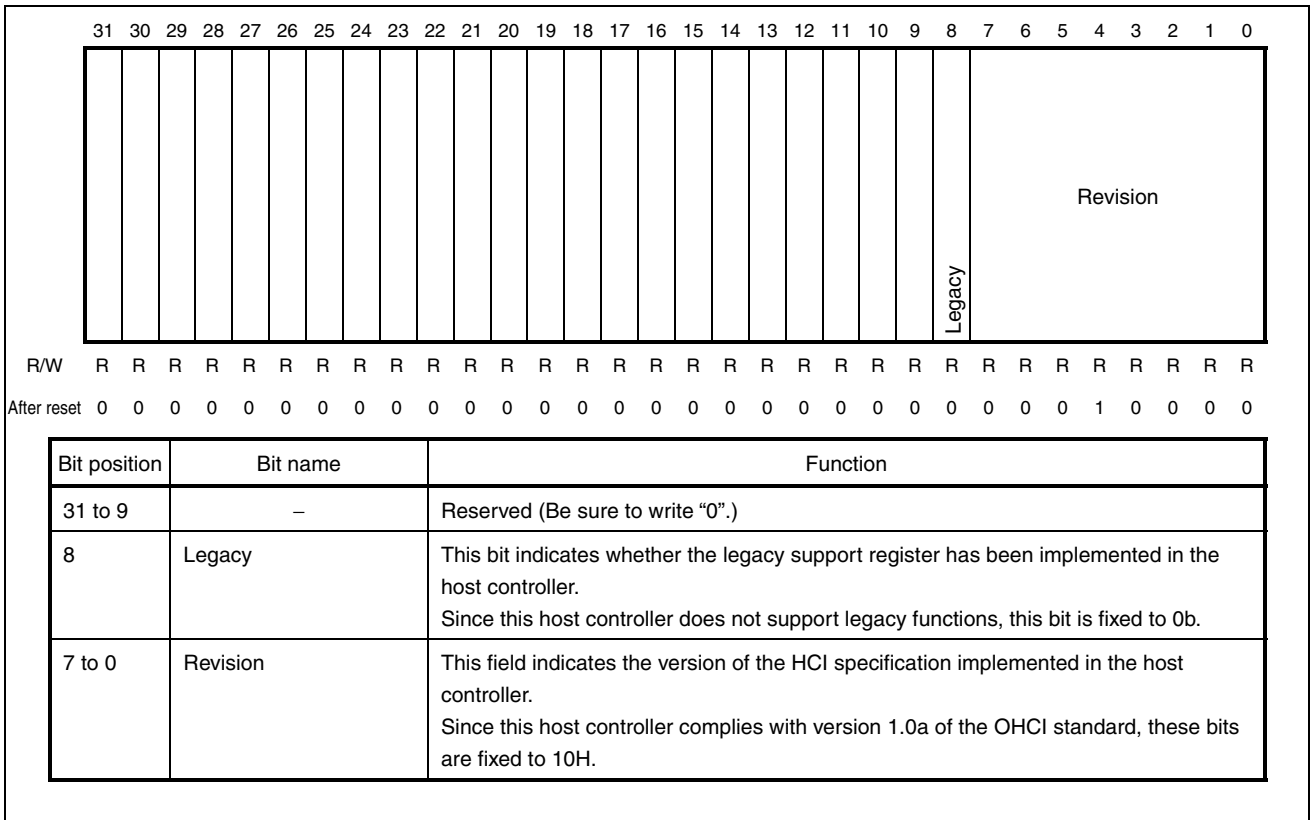 31 30 29 28 27 26 25 24 23 22 21 20 19 18 17 16 15 14 13 12 11 10 9 8 7 6 5 4 3 2 1 0
Legacy
Revision
R/W R R R R R R R R R R R R R R R R R R R R R R R R R R R R R R R R
After reset 0 0 0 0 0 0 0 0 0 0 0 0 0 0 0 0 0 0 0 0 0 0 0 0 0 0 0 1 0 0 0 0
Bit position Bit name Function
31 to 9 – Reserved (Be sure to write “0”.)
8 Legacy This bit indicates whether the legacy support register has been implemented in the
host controller.
Since this host controller does not support legacy functions, this bit is fixed to 0b.
7 to 0 Revision This field indicates the version of the HCI specification implemented in the host
controller.
Since this host controller complies with version 1.0a of the OHCI standard, these bits
are fixed to 10H.